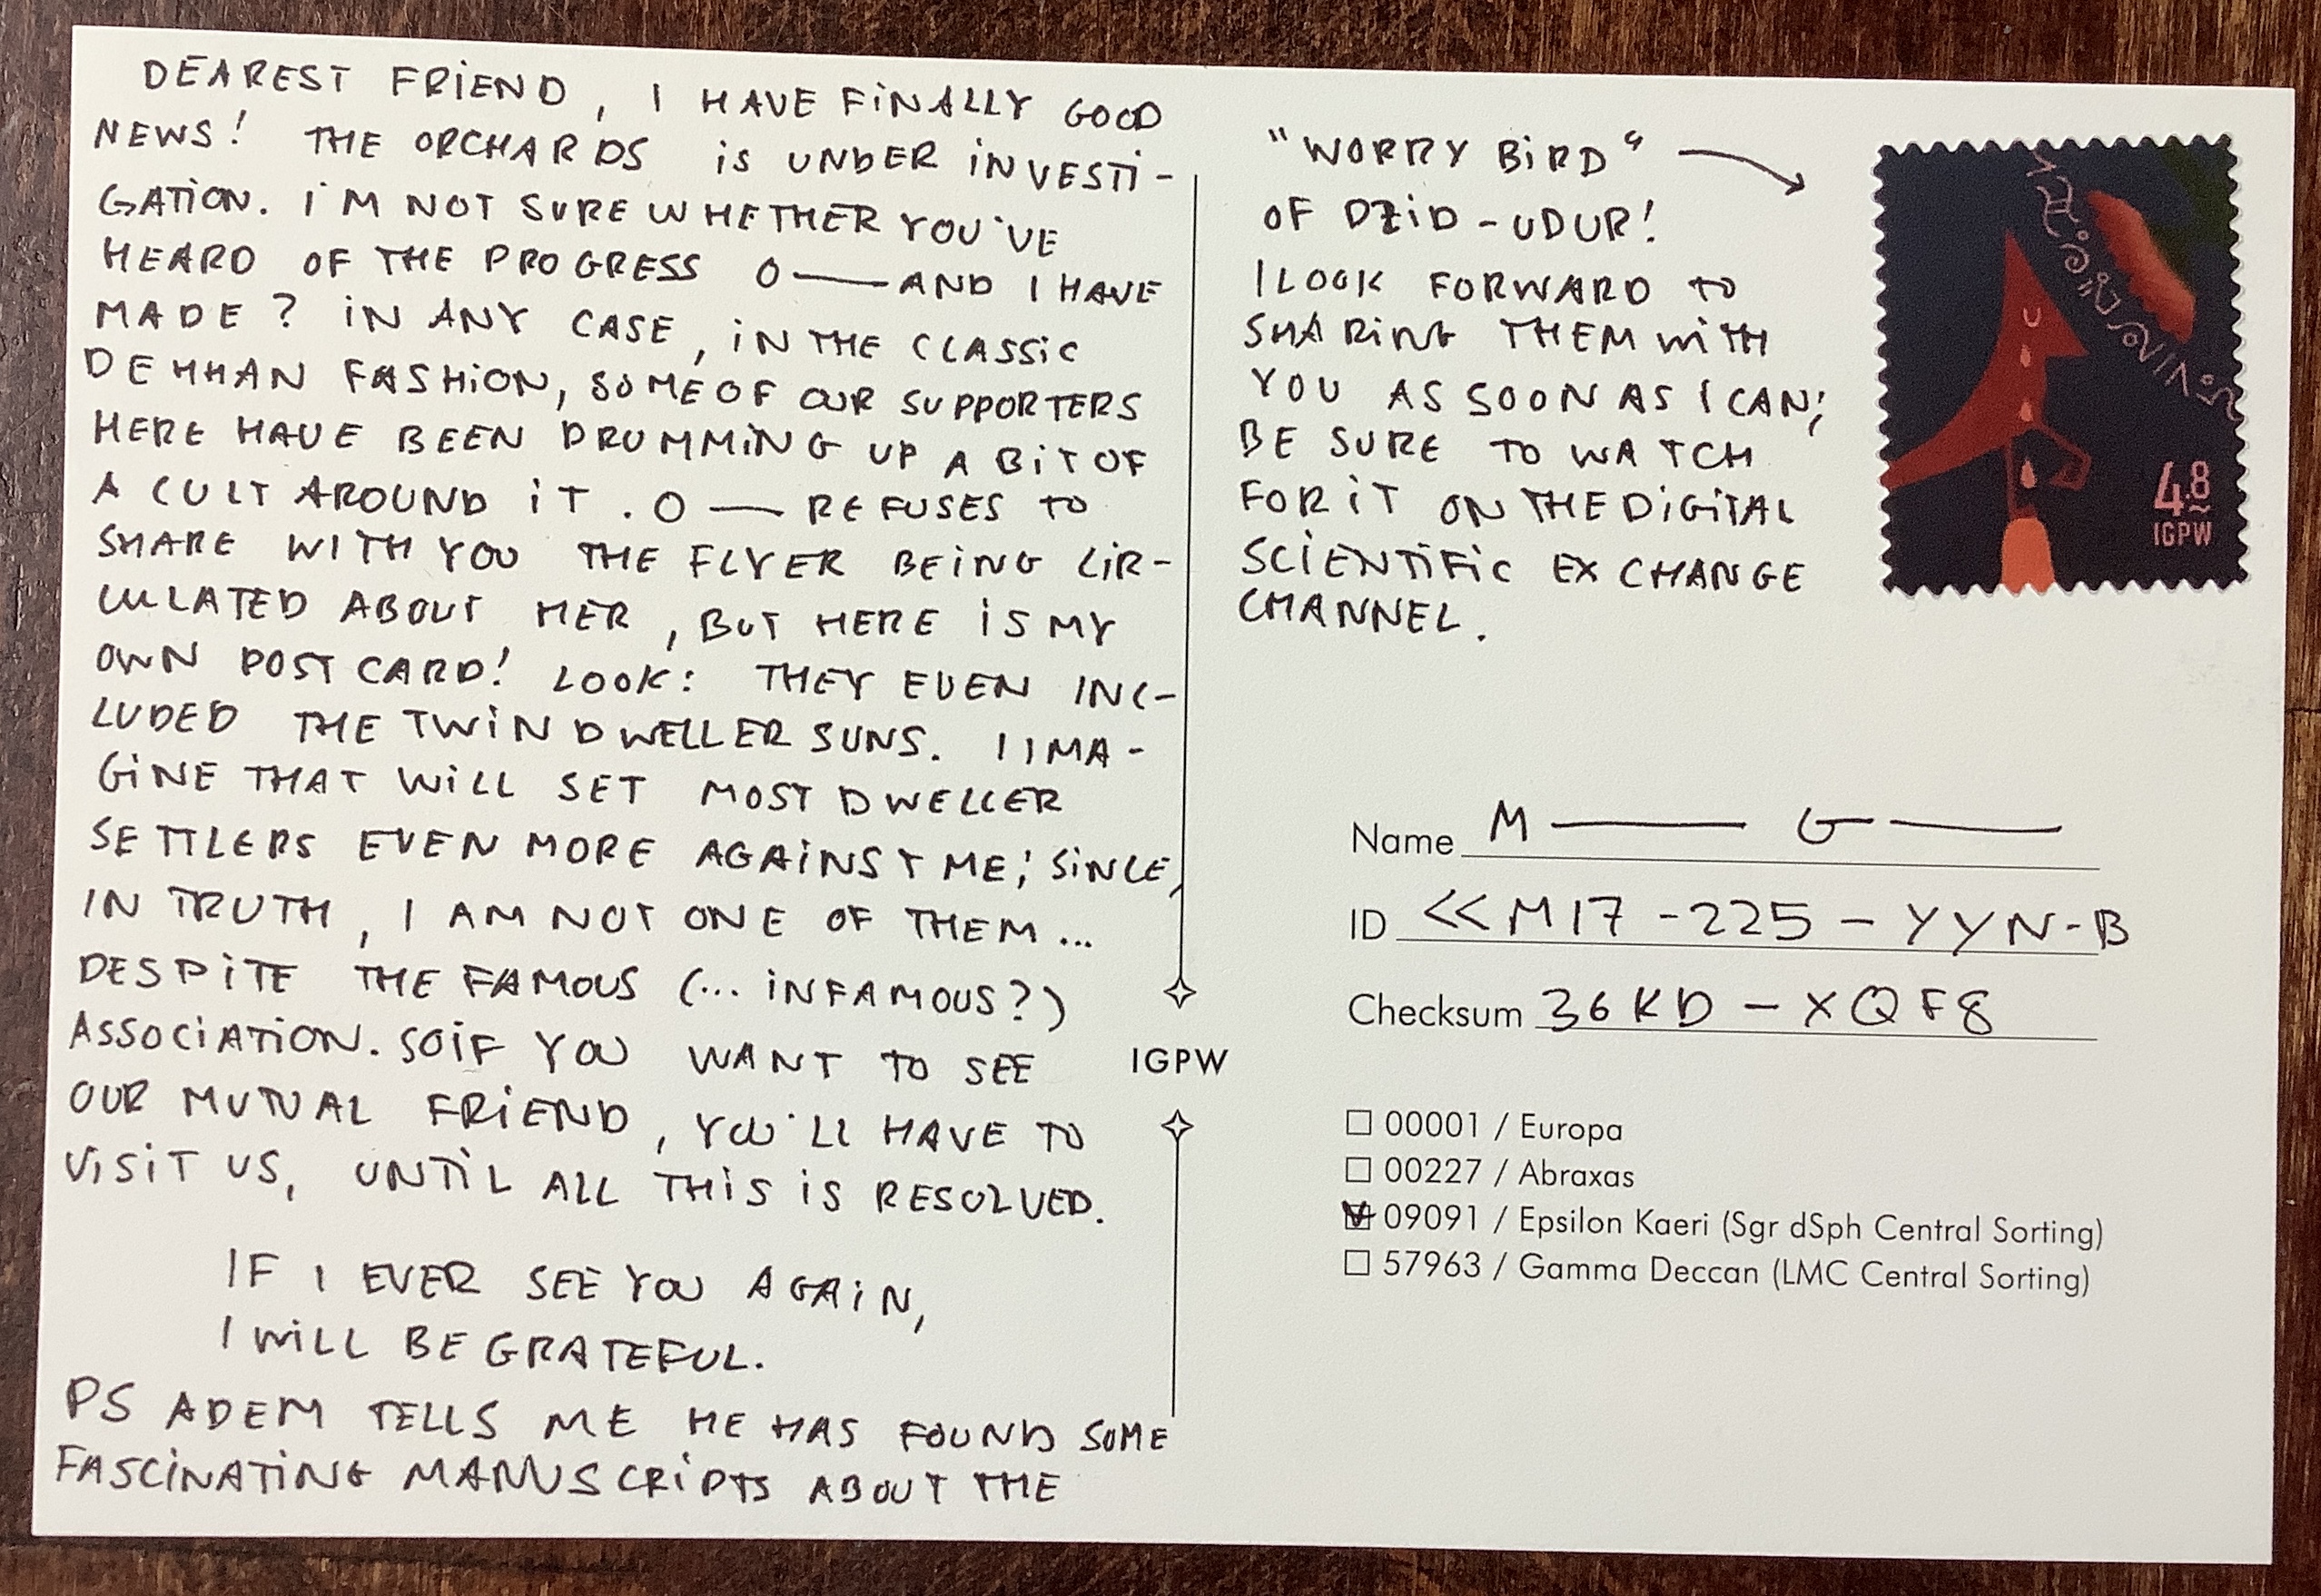 DEAREST FRIEND, I HAVE FINALLY GOOD
NEWS! THE ORCHARDS IS UNDER INVESTI-
GATION. I'M NOT SURE WHETHER YOU'VE
HEARD OF THE PROGRESS O—— AND I HAVE
MADE? IN ANY CASE, IN THE CLASSIC
DEHHAN FASHION, SOME OF OUR SUPPORTERS
HERE HAVE BEEN DRUMMING UP A BIT OF
A CULT AROUND IT. O—— REFUSES TO
SHARE WITH YOU THE FLYER BEING CIR-
CULATED ABOUT HER, BUT HERE IS MY
OWN POSTCARD! LOOK: THEY EVEN INC-
LUDED THE TWIN DWELLER SUNS. I IMA-
GINE THAT WILL SET MOST DWELLER
SETTLERS EVEN MORE AGAINST ME; SINCE,
IN TRUTH, I AM NOT ONE OF THEM...
DESPITE THE FAMOUS (... INFAMOUS?)
ASSOCIATION. SO IF YOU WANT TO SEE
OUR MUTUAL FRIEND, YOU'LL HAVE TO
VISIT US, UNTIL ALL THIS IS RESOLVED.
IF I EVER SEE YOU AGAIN,
I WILL BE GRATEFUL.
PS ADEM TELLS ME HE HAS FOUND SOME
FASCINATING MANUSCRIPTS ABOUT THE
"WORRY BIRD"
OF DZID-UDUR!
I LOOK FORWARD TO
SHARING THEM WITH
YOU AS SOON AS I CAN;
BE SURE TO WATCH
FOR IT ON THE DIGITAL
SCIENTIFIC EXCHANGE
CHANNEL.
4.8
IGPW
IGPW
Name M—— G——
ID <<M17-225-YYN-B
Checksum 36KD-XQF8
00001 / Europa
00227 / Abraxas
09091 / Epsilon Kaeri (Sgr dSph Central Sorting)
57963 / Gamma Deccan (LMC Central Sorting)